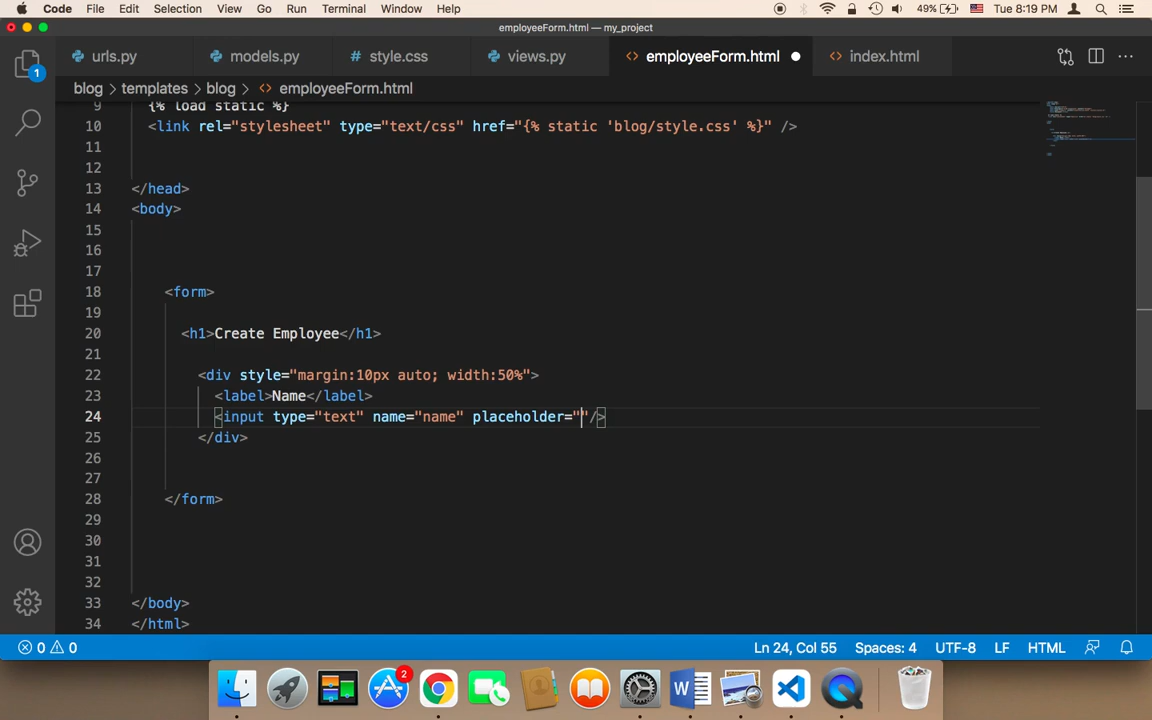 Code File Edit Selection View Go Run Terminal Window Help 49% Tue 8:19 PM
employeeForm.html — my_project
urls.py models.py # style.css views.py <> employeeForm.html <> index.html
1
blog > templates > blog > <> employeeForm.html
9 {% load static %}
10 <link rel="stylesheet" type="text/css" href="{% static 'blog/style.css' %}" />
11
12
13 </head>
14 <body>
15
16
17
18 <form>
19
20 <h1>Create Employee</h1>
21
22 <div style="margin:10px auto; width:50%">
23 <label>Name</label>
24 <input type="text" name="name" placeholder=""/>
25 </div>
26
27
28 </form>
29
30
31
32
33 </body>
34 </html>
0 0 Ln 24, Col 55 Spaces: 4 UTF-8 LF HTML
2